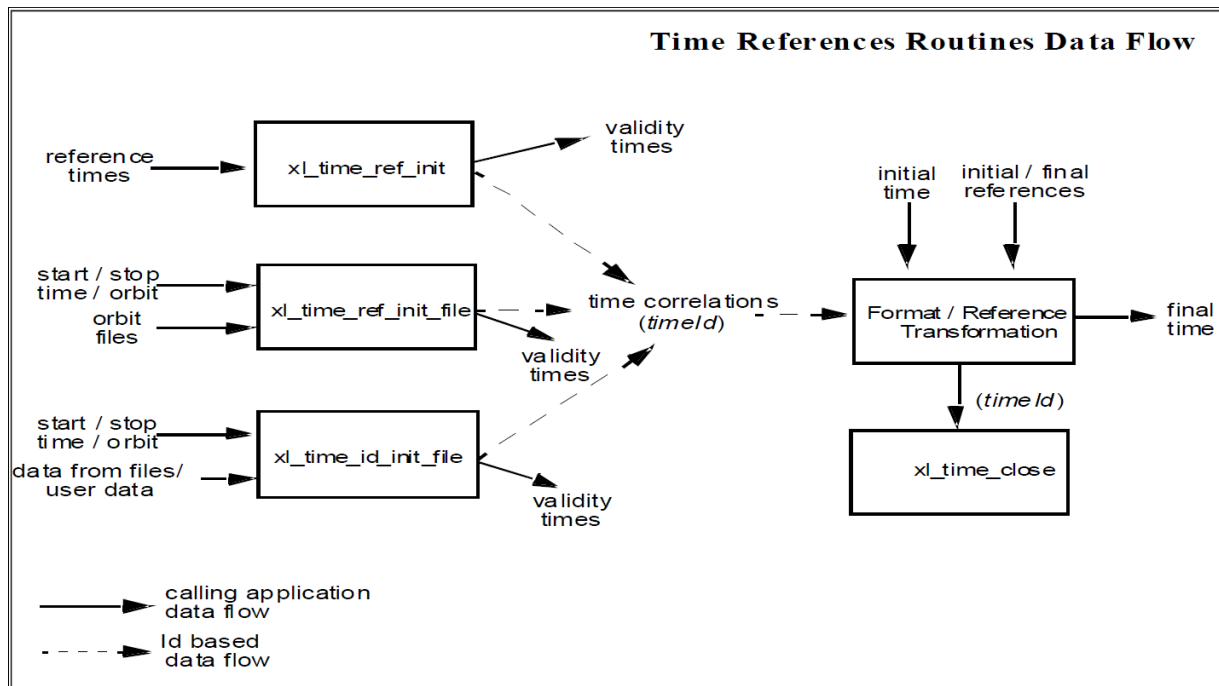 Time References Routines Data Flow
reference
times
xl_time_ref_init
validity
times
start / stop
time / orbit
orbit
files
xl_time_ref_init_file
validity
times
start / stop
time / orbit
data from files/
user data
xl_time_id_init_file
validity
times
time correlations
(timeId)
initial
time
initial / final
references
Format / Reference
Transformation
final
time
(timeId)
xl_time_close
calling application
data flow
Id based
data flow